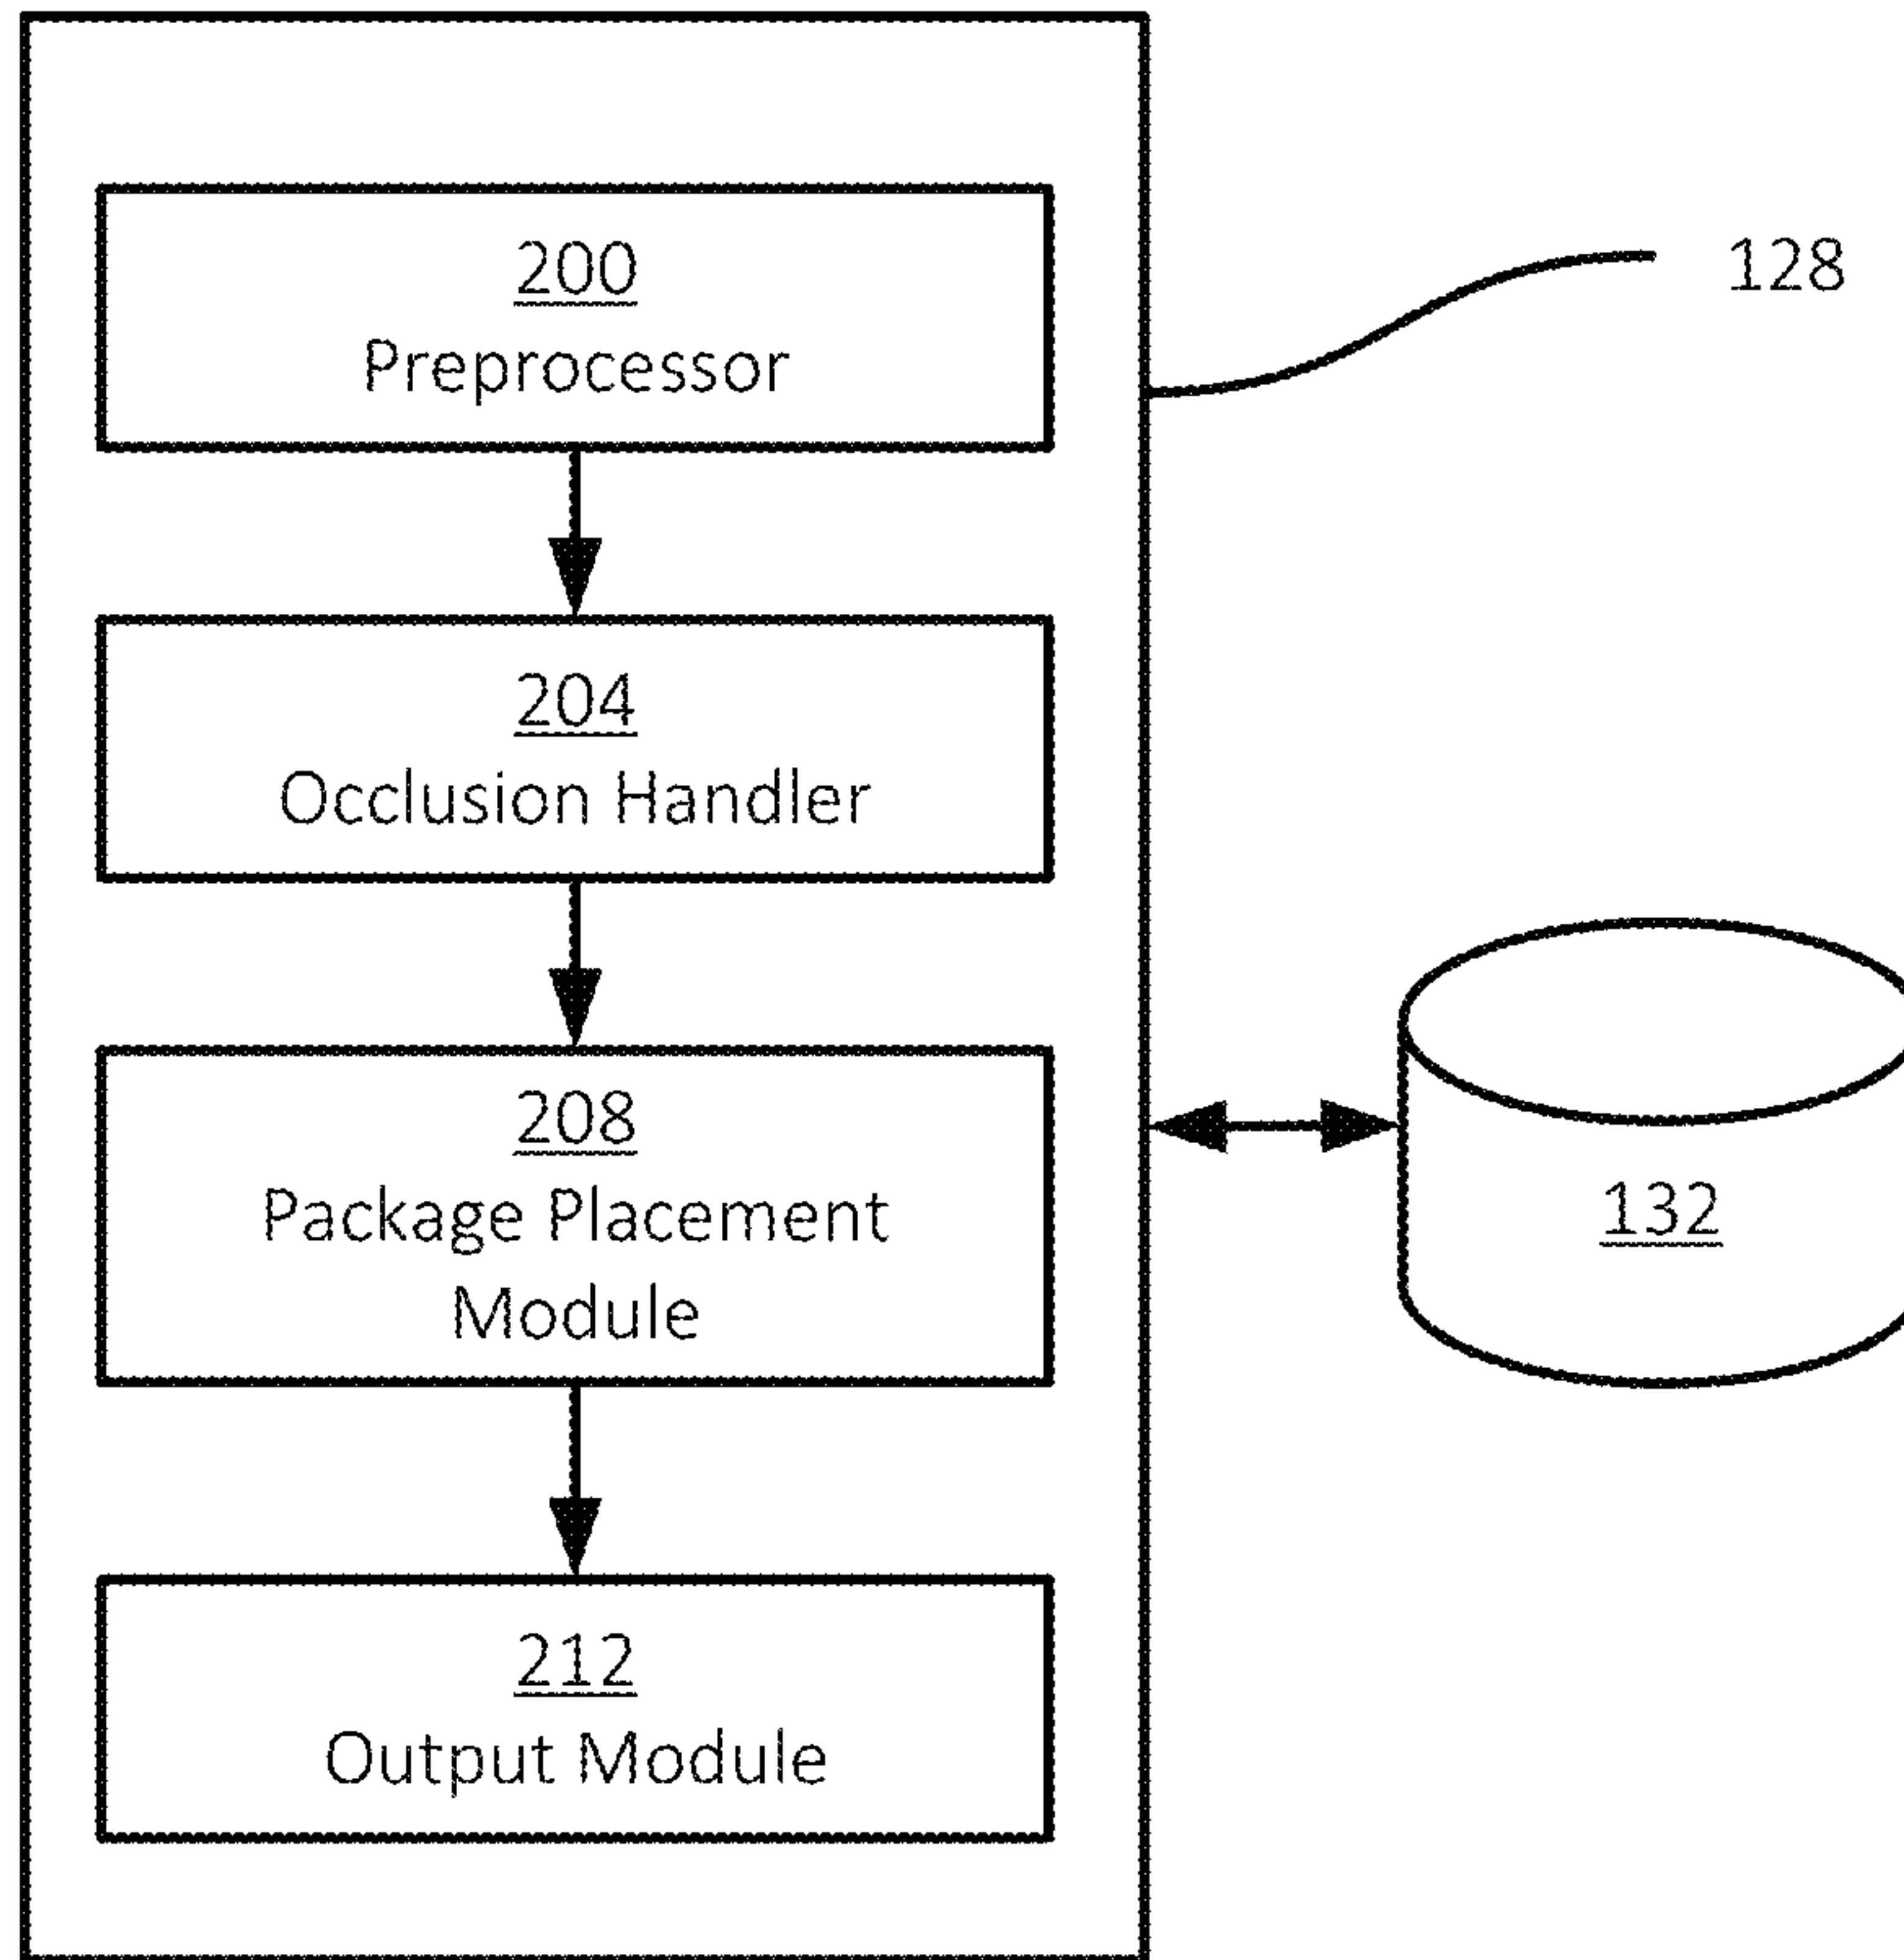 200
Preprocessor
128
204
Occlusion Handler
208
Package Placement
Module
132
212
Output Module